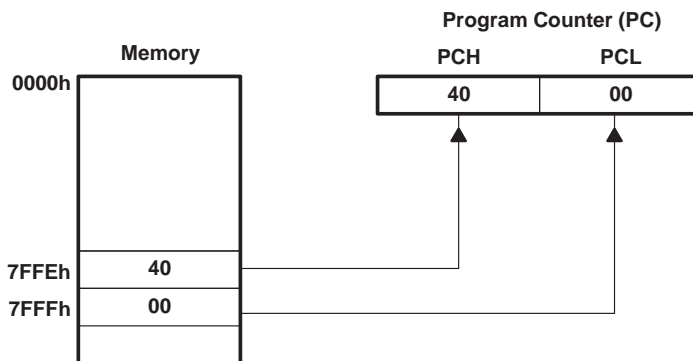 Program Counter (PC)
Memory
PCH
PCL
0000h
40
00
7FFEh
40
7FFFh
00